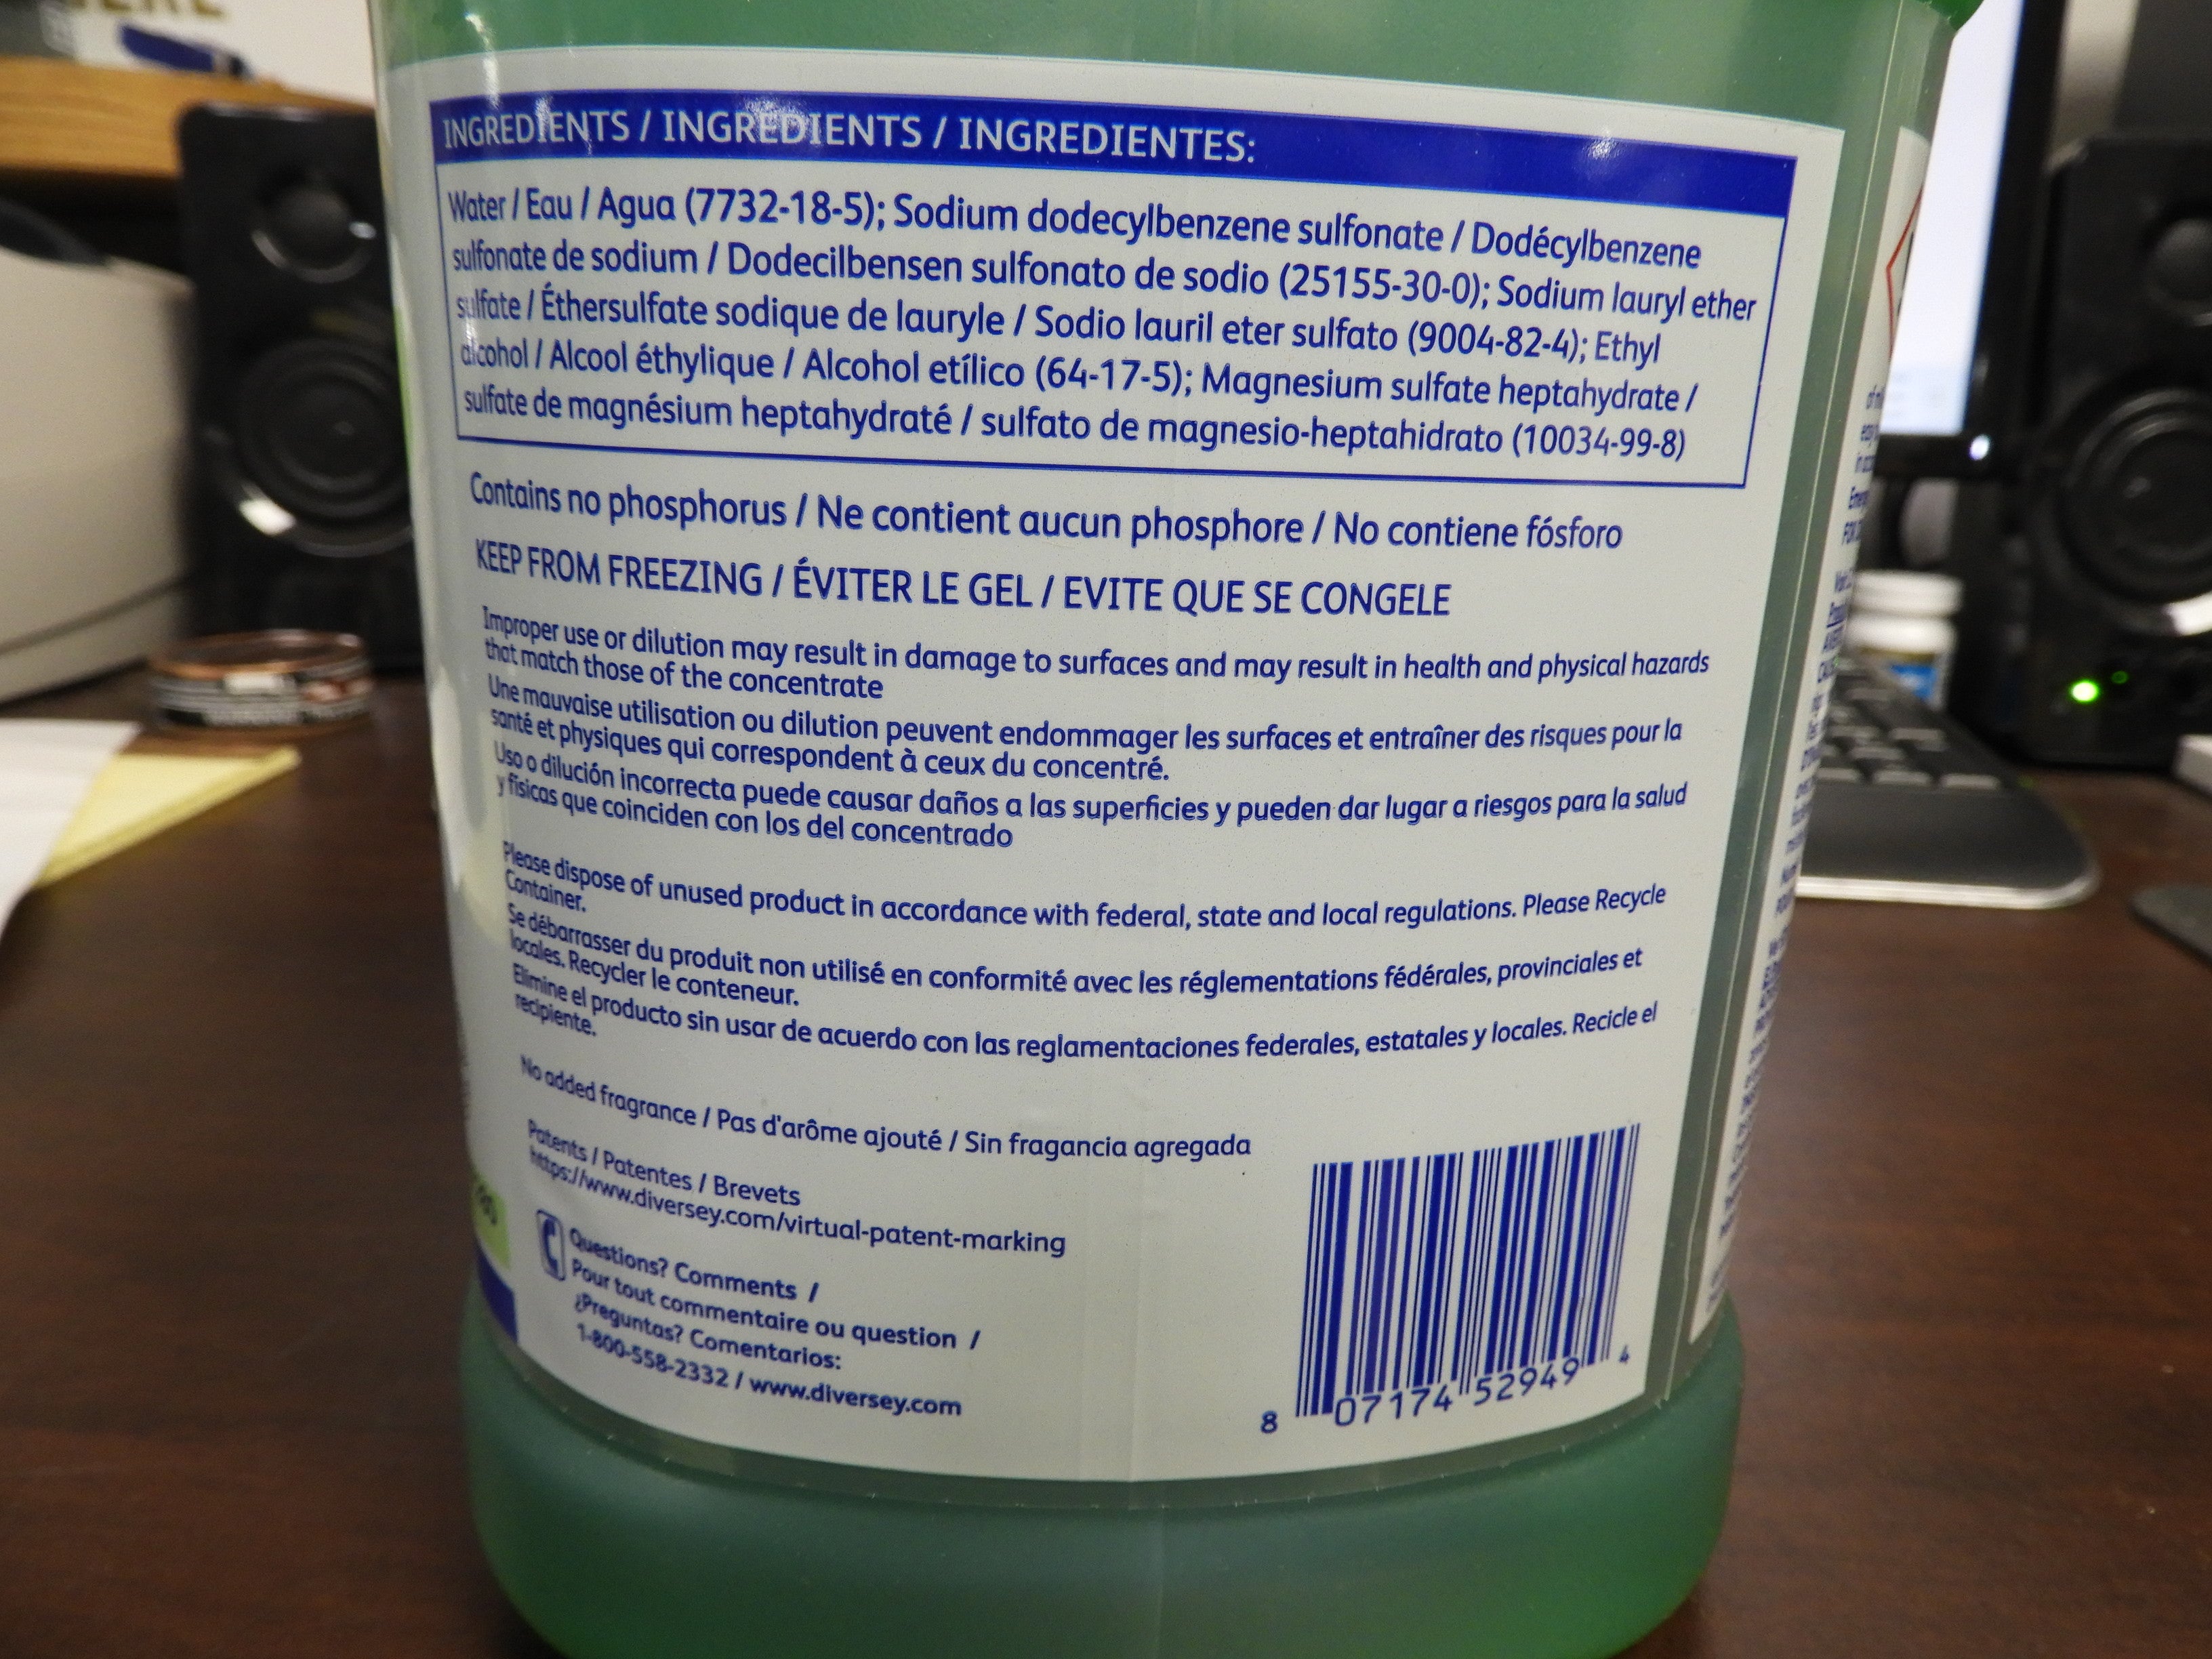 INGREDIENTS / INGREDIENTS / INGREDIENTES:
Water / Eau / Agua (7732-18-5); Sodium dodecylbenzene sulfonate / Dodécylbenzene
sulfonate de sodium / Dodecilbensen sulfonato de sodio (25155-30-0); Sodium lauryl ether
sulfate / Éthersulfate sodique de lauryle / Sodio lauril eter sulfato (9004-82-4); Ethyl
alcohol / Alcool éthylique / Alcohol etílico (64-17-5); Magnesium sulfate heptahydrate /
sulfate de magnésium heptahydraté / sulfato de magnesio-heptahidrato (10034-99-8)
Contains no phosphorus / Ne contient aucun phosphore / No contiene fósforo
KEEP FROM FREEZING / ÉVITER LE GEL / EVITE QUE SE CONGELE
Improper use or dilution may result in damage to surfaces and may result in health and physical hazards
that match those of the concentrate
Une mauvaise utilisation ou dilution peuvent endommager les surfaces et entraîner des risques pour la
santé et physiques qui correspondent à ceux du concentré.
Uso o dilución incorrecta puede causar daños a las superficies y pueden dar lugar a riesgos para la salud
y físicas que coinciden con los del concentrado
Please dispose of unused product in accordance with federal, state and local regulations. Please Recycle
Container.
Se débarrasser du produit non utilisé en conformité avec les réglementations fédérales, provinciales et
locales. Recycler le conteneur.
Elimine el producto sin usar de acuerdo con las reglamentaciones federales, estatales y locales. Recicle el
recipiente.
No added fragrance / Pas d'arôme ajouté / Sin fragancia agregada
Patents / Patentes / Brevets
https://www.diversey.com/virtual-patent-marking
Questions? Comments /
Pour tout commentaire ou question /
¿Preguntas? Comentarios:
1-800-558-2332 / www.diversey.com
8 07174 52949 4